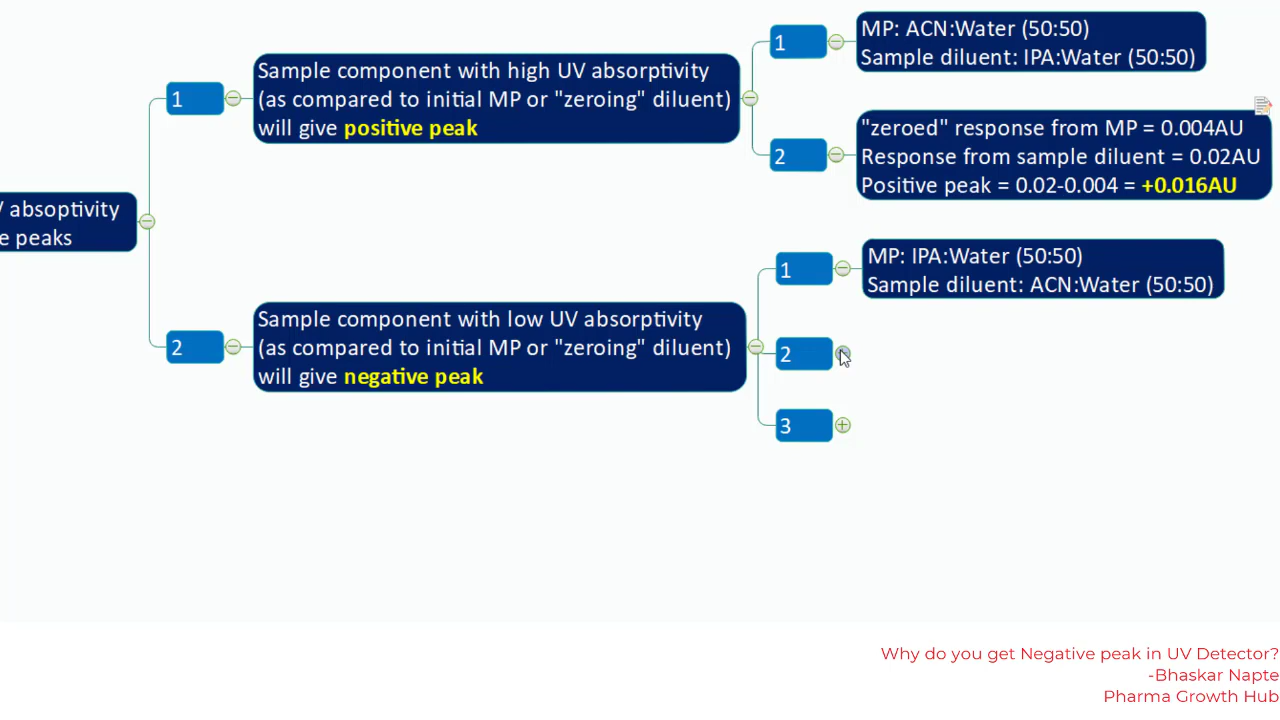 V absoptivity
e peaks
1
Sample component with high UV absorptivity
(as compared to initial MP or "zeroing" diluent)
will give positive peak
1
MP: ACN:Water (50:50)
Sample diluent: IPA:Water (50:50)
2
"zeroed" response from MP = 0.004AU
Response from sample diluent = 0.02AU
Positive peak = 0.02-0.004 = +0.016AU
2
Sample component with low UV absorptivity
(as compared to initial MP or "zeroing" diluent)
will give negative peak
1
MP: IPA:Water (50:50)
Sample diluent: ACN:Water (50:50)
2
3
Why do you get Negative peak in UV Detector?
-Bhaskar Napte
Pharma Growth Hub